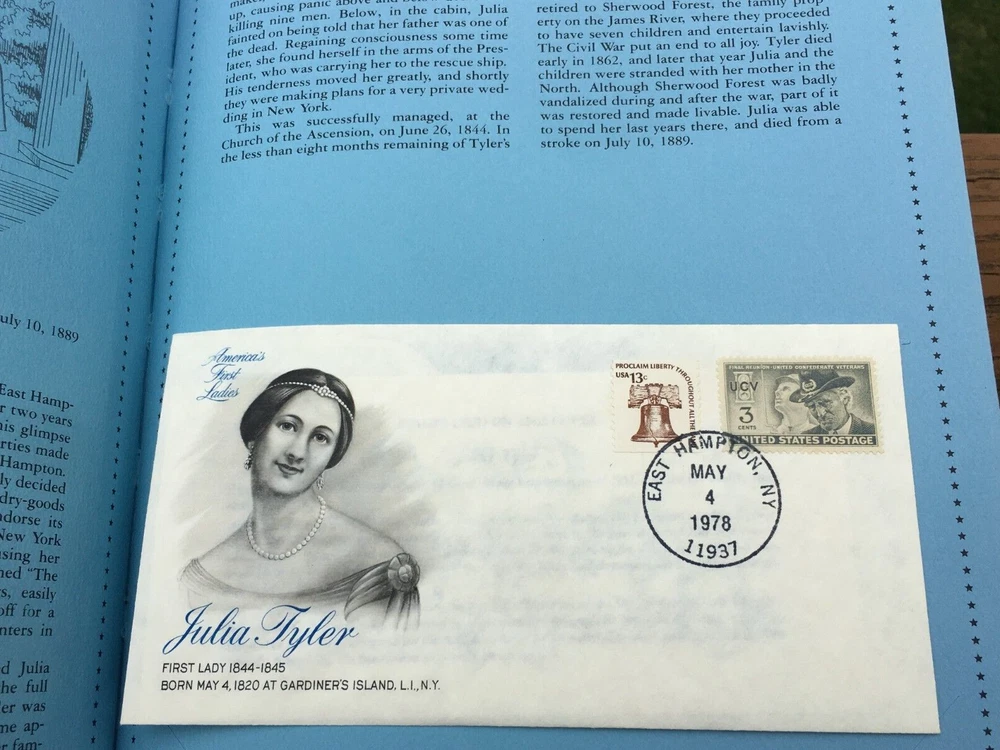 up, causing panic above and
killing nine men. Below, in the cabin, Julia
fainted on being told that her father was one of
the dead. Regaining consciousness some time
later, she found herself in the arms of the Pres-
ident, who was carrying her to the rescue ship.
His tenderness moved her greatly, and shortly
they were making plans for a very private wed-
ding in New York.
This was successfully managed, at the
Church of the Ascension, on June 26, 1844. In
the less than eight months remaining of Tyler's
retired to Sherwood Forest, the family prop-
erty on the James River, where they proceeded
to have seven children and entertain lavishly.
The Civil War put an end to all joy. Tyler died
early in 1862, and later that year Julia and the
children were stranded with her mother in the
North. Although Sherwood Forest was badly
vandalized during and after the war, part of it
was restored and made livable. Julia was able
to spend her last years there, and died from a
stroke on July 10, 1889.
uly 10, 1889
East Hamp-
r two years
his glimpse
rties made
Hampton.
ly decided
dry-goods
ndorse its
New York
using her
ned "The
s, easily
off for a
nters in
d Julia
the full
ler was
me ap-
r fam-
America's
First
Ladies
PROCLAIM LIBERTY THROUGHOUT ALL THE
USA 13c
FINAL REUNION · UNITED CONFEDERATE VETERANS
UCV
3
CENTS
UNITED STATES POSTAGE
EAST HAMPTON, NY
MAY
4
1978
11937
Julia Tyler
FIRST LADY 1844-1845
BORN MAY 4, 1820 AT GARDINER'S ISLAND, L.I., N.Y.